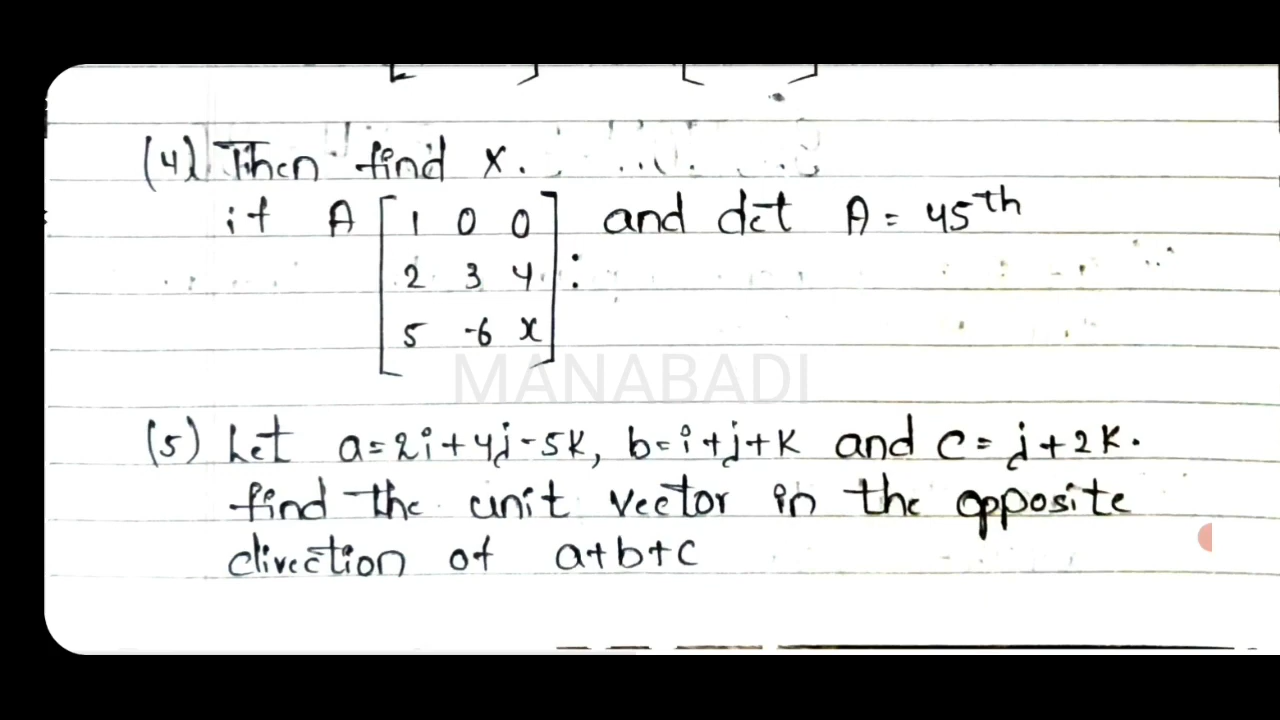 (4) Then find x.
if A [1 0 0 and det A = 45th
2 3 4 :
5 -6 x]
MANABADI
(5) Let a=2i+4j-5k, b=i+j+k and c=j+2k.
find the unit vector in the opposite
direction of a+b+c